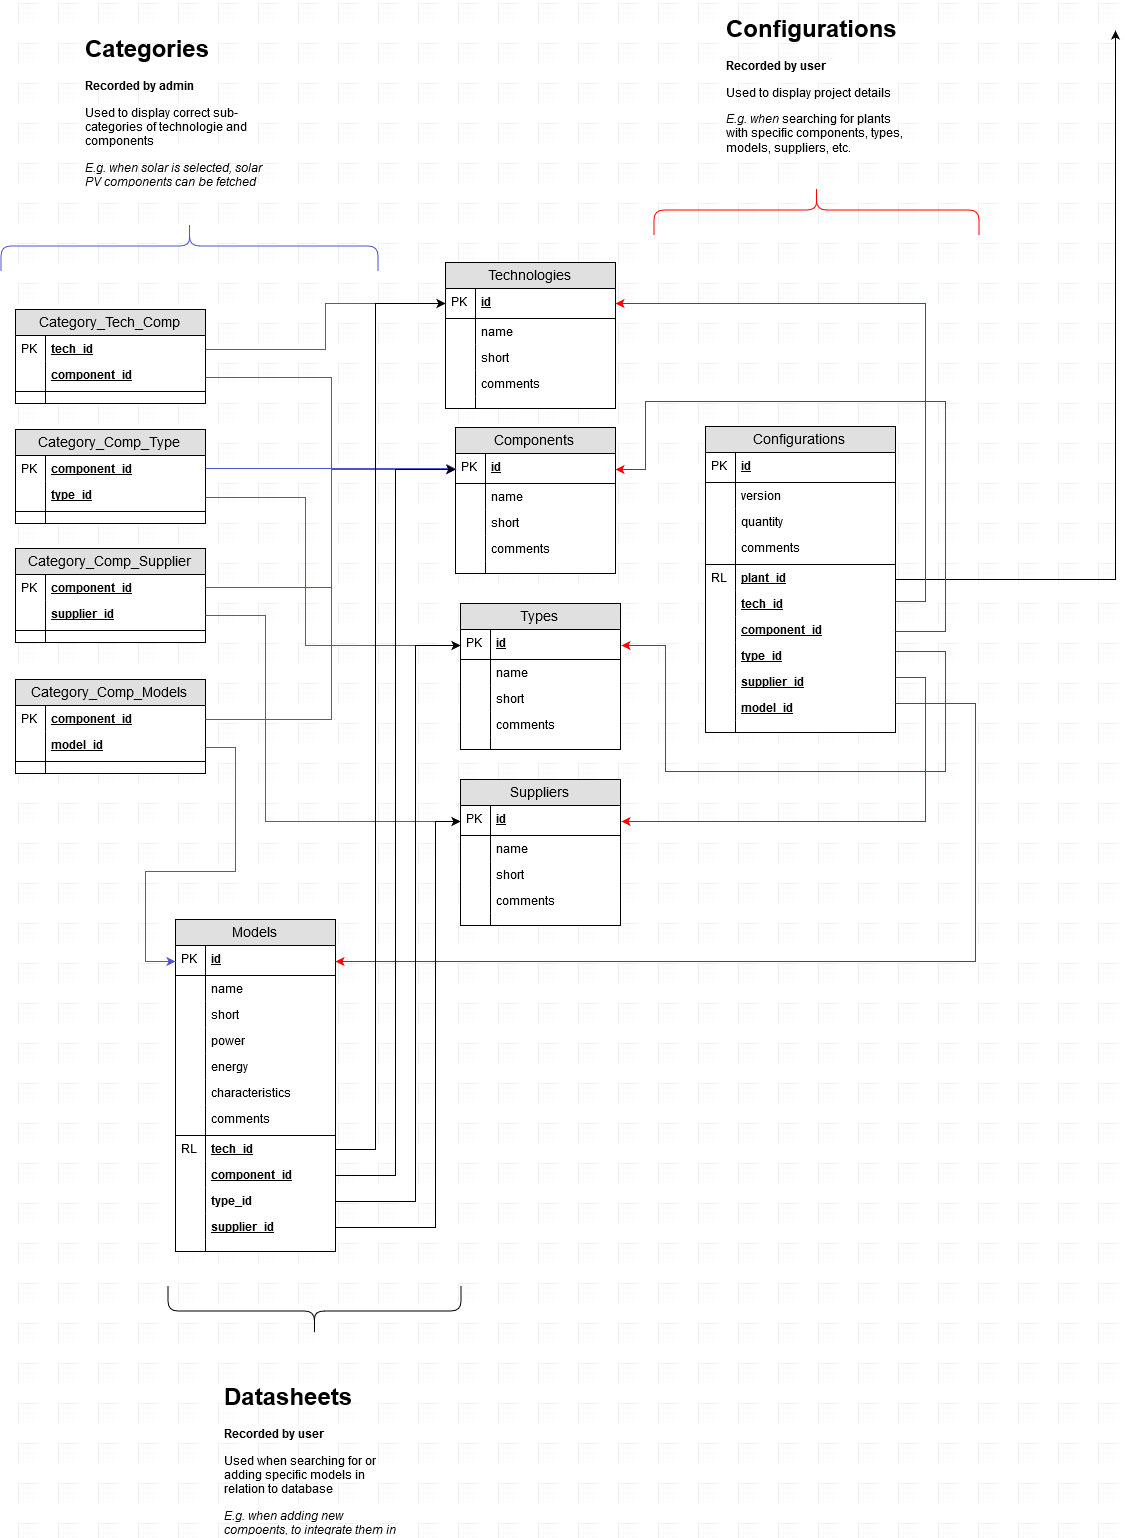 Categories
Recorded by admin
Used to display correct sub-
categories of technologie and
components
E.g. when solar is selected, solar
PV components can be fetched
Configurations
Recorded by user
Used to display project details
E.g. when searching for plants
with specific components, types,
models, suppliers, etc.
Category_Tech_Comp
PK tech_id
component_id
Category_Comp_Type
PK component_id
type_id
Category_Comp_Supplier
PK component_id
supplier_id
Category_Comp_Models
PK component_id
model_id
Technologies
PK id
name
short
comments
Components
PK id
name
short
comments
Types
PK id
name
short
comments
Suppliers
PK id
name
short
comments
Configurations
PK id
version
quantity
comments
RL plant_id
tech_id
component_id
type_id
supplier_id
model_id
Models
PK id
name
short
power
energy
characteristics
comments
RL tech_id
component_id
type_id
supplier_id
Datasheets
Recorded by user
Used when searching for or
adding specific models in
relation to database
E.g. when adding new
compoents, to integrate them in